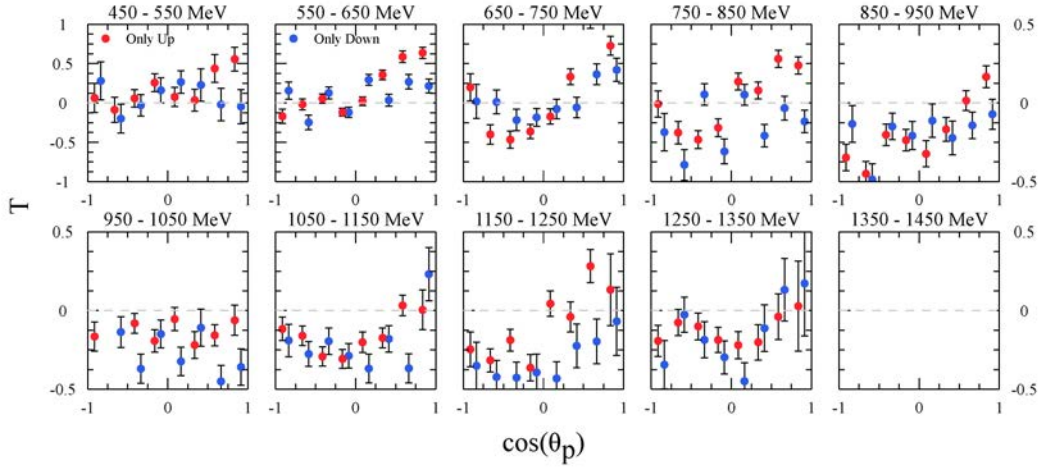 450 - 550 MeV 550 - 650 MeV 650 - 750 MeV 750 - 850 MeV 850 - 950 MeV
1 0.5
Only Up Only Down
0.5
0 0
-0.5
-1 -0.5
-1 0 1 -1 0 1 -1 0 1 -1 0 1 -1 0 1
T
950 - 1050 MeV 1050 - 1150 MeV 1150 - 1250 MeV 1250 - 1350 MeV 1350 - 1450 MeV
0.5 0.5
0 0
-0.5 -0.5
-1 0 1 -1 0 1 -1 0 1 -1 0 1 -1 0 1
cos(θp)